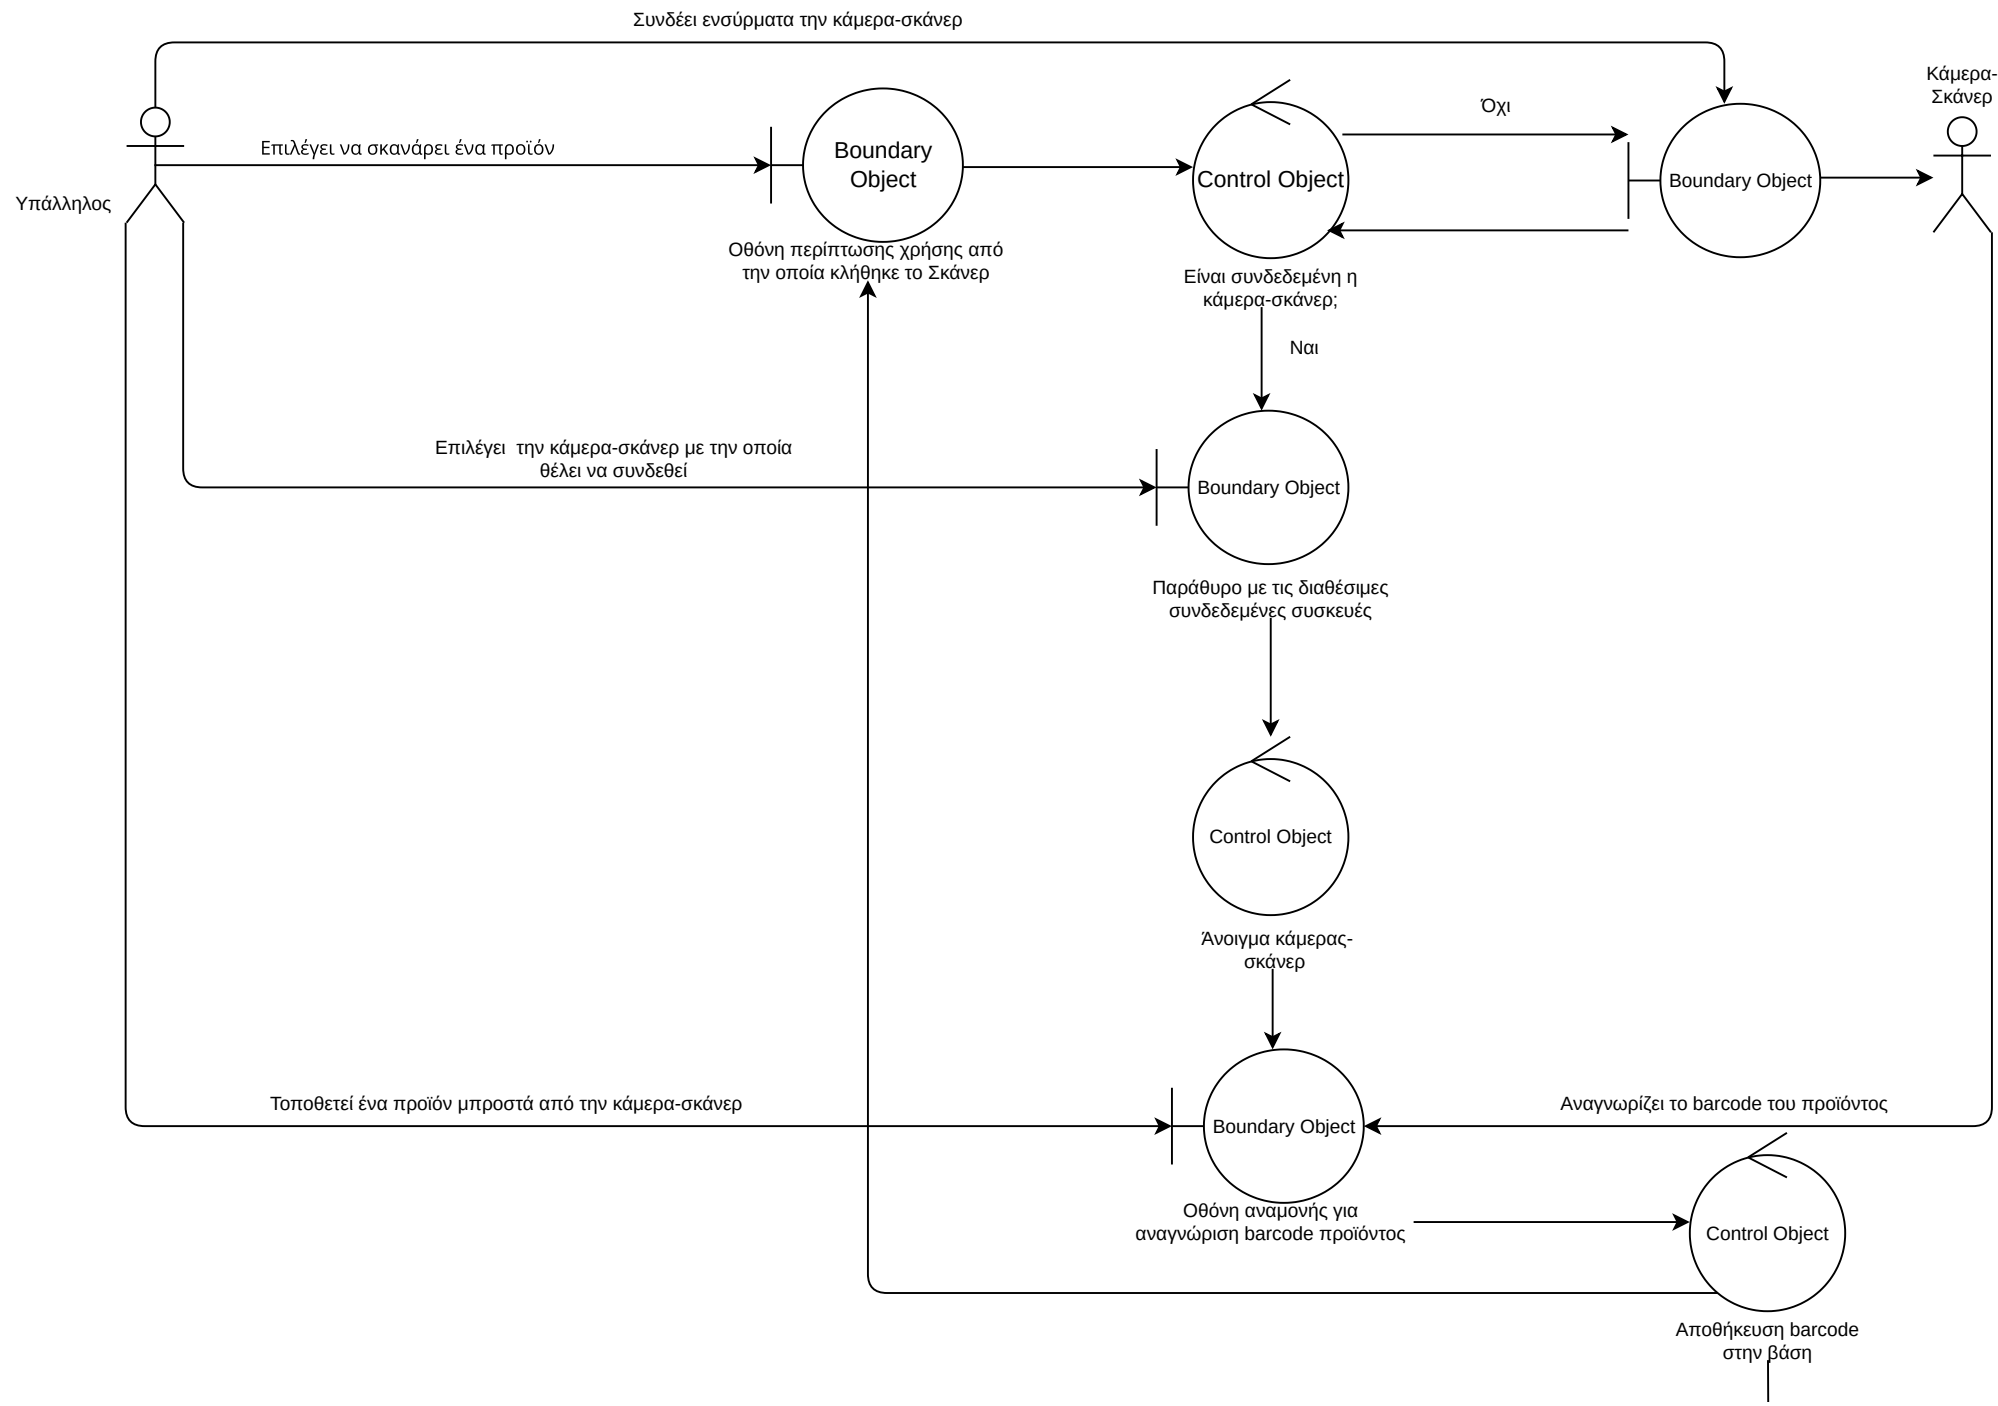 Συνδέει ενσύρματα την κάμερα-σκάνερ
Κάμερα-
Σκάνερ
Όχι
Επιλέγει να σκανάρει ένα προϊόν
Boundary
Object
Control Object
Boundary Object
Υπάλληλος
Οθόνη περίπτωσης χρήσης από
την οποία κλήθηκε το Σκάνερ
Είναι συνδεδεμένη η
κάμερα-σκάνερ;
Ναι
Επιλέγει  την κάμερα-σκάνερ με την οποία
θέλει να συνδεθεί
Boundary Object
Παράθυρο με τις διαθέσιμες
συνδεδεμένες συσκευές
Control Object
Άνοιγμα κάμερας-
σκάνερ
Τοποθετεί ένα προϊόν μπροστά από την κάμερα-σκάνερ
Αναγνωρίζει το barcode του προϊόντος
Boundary Object
Οθόνη αναμονής για
αναγνώριση barcode προϊόντος
Control Object
Αποθήκευση barcode
στην βάση